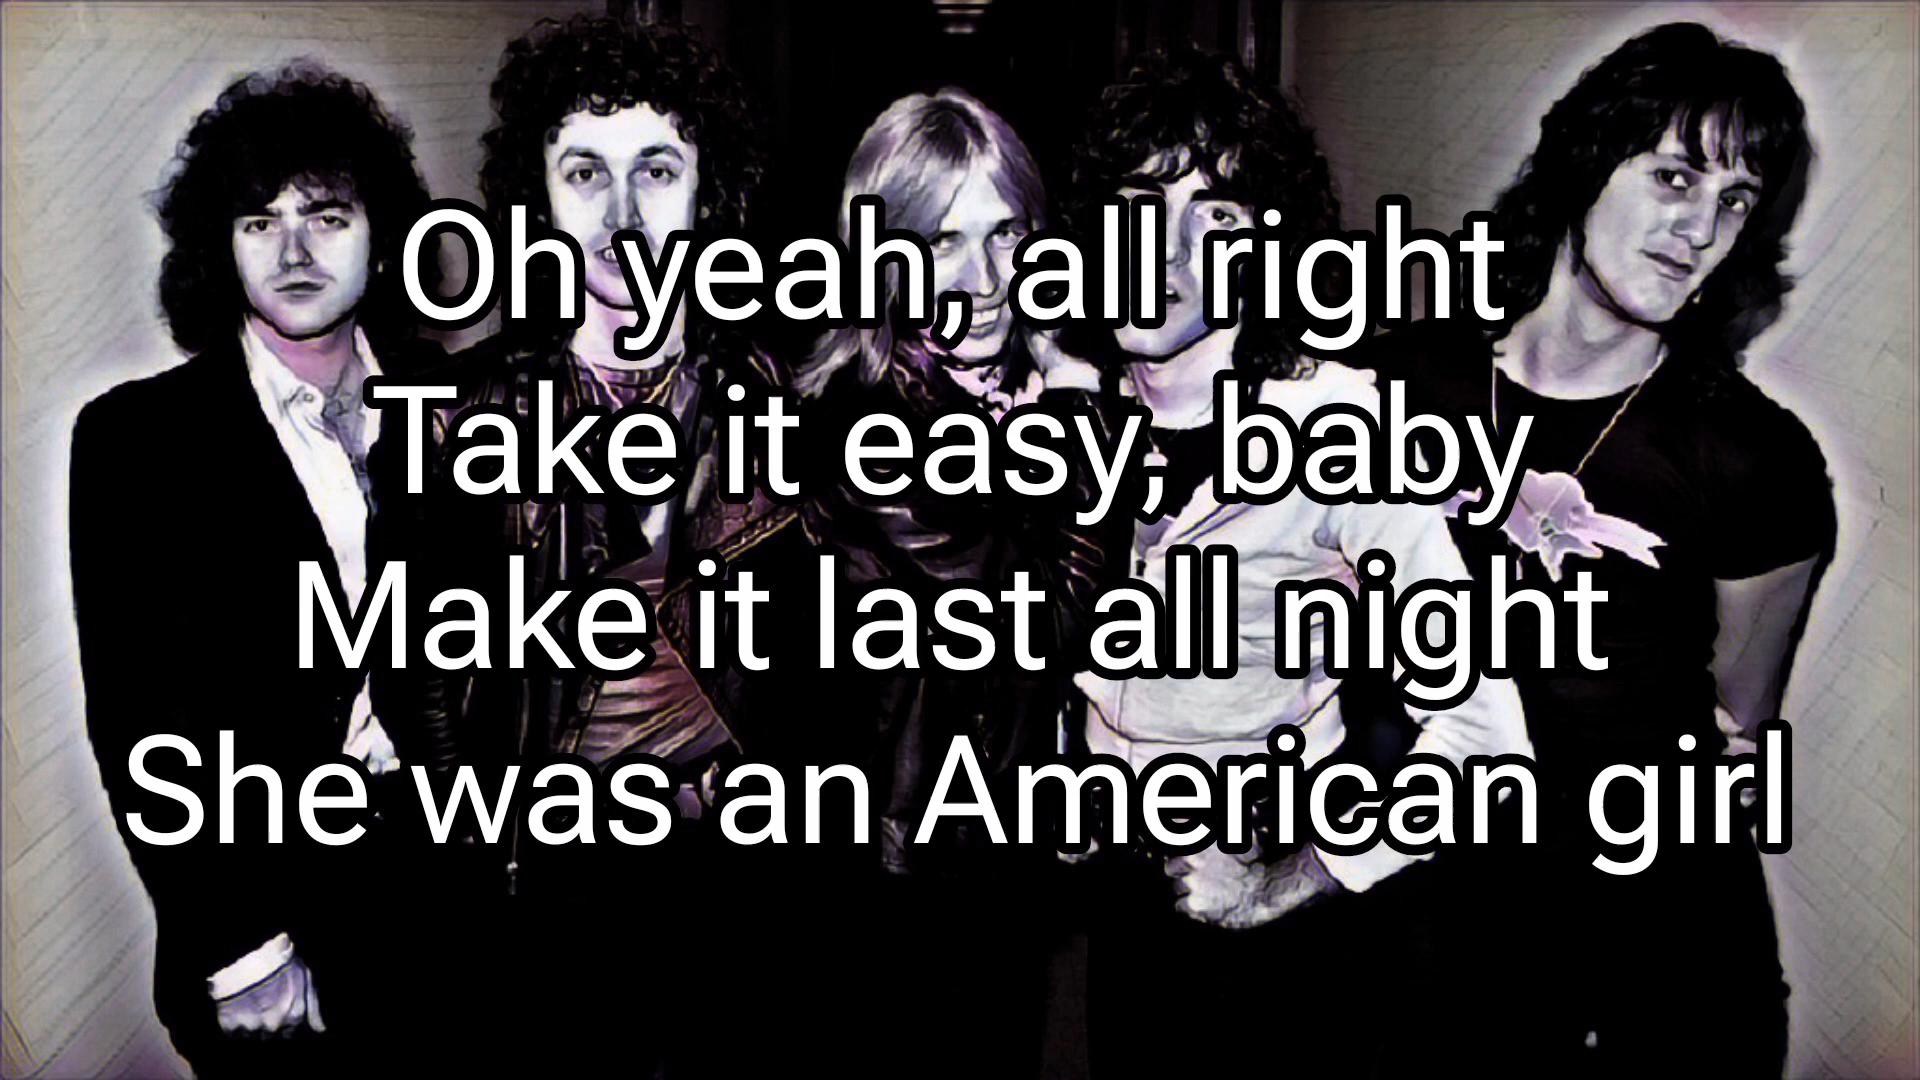 Oh yeah, all right
Take it easy, baby
Make it last all night
She was an American girl